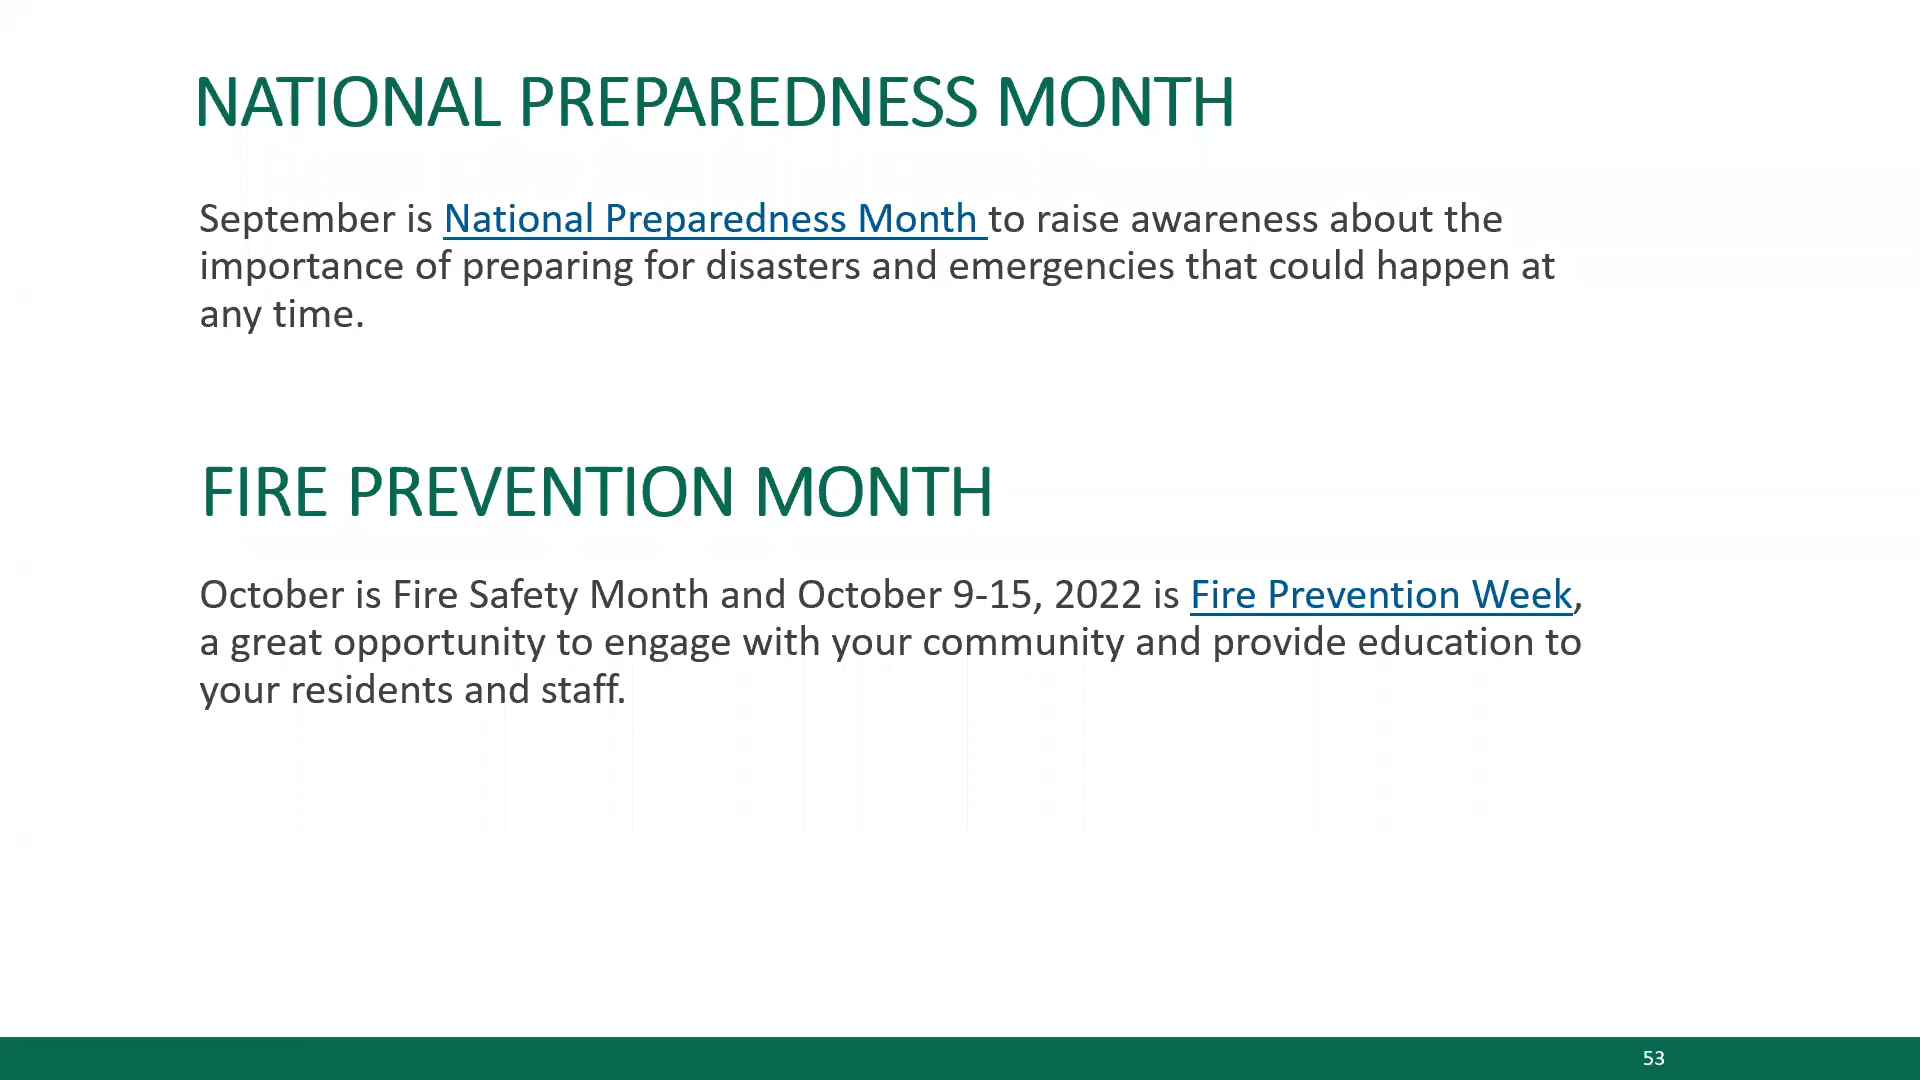 NATIONAL PREPAREDNESS MONTH
September is National Preparedness Month to raise awareness about the
importance of preparing for disasters and emergencies that could happen at
any time.
FIRE PREVENTION MONTH
October is Fire Safety Month and October 9-15, 2022 is Fire Prevention Week,
a great opportunity to engage with your community and provide education to
your residents and staff.
53